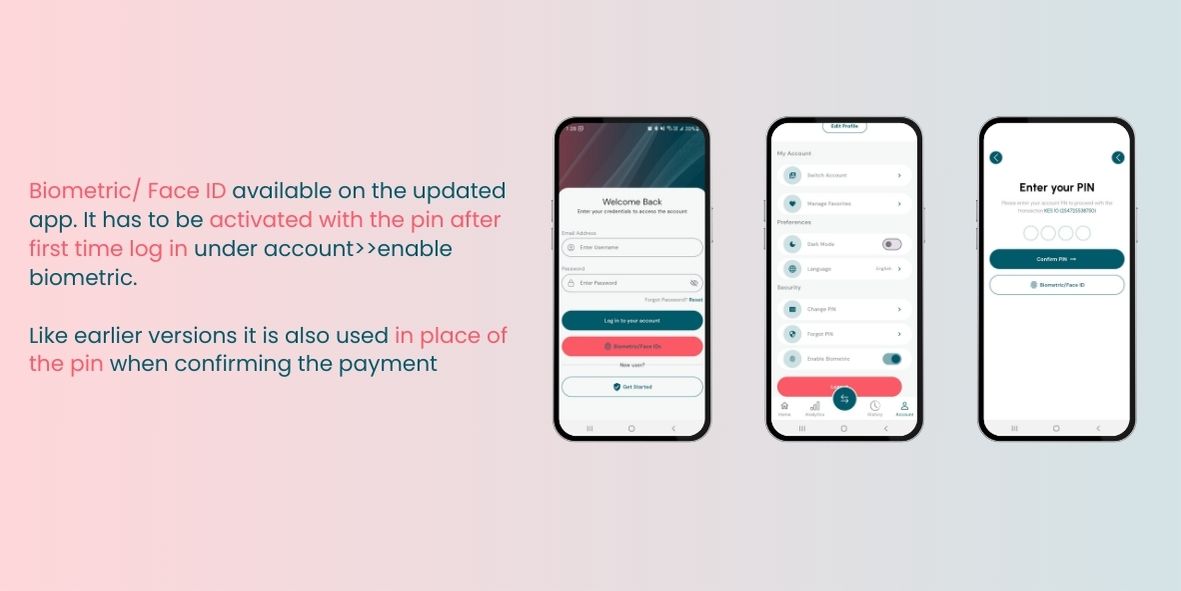 Biometric/ Face ID available on the updated
app. It has to be activated with the pin after
first time log in under account>>enable
biometric.
Like earlier versions it is also used in place of
the pin when confirming the payment
Welcome Back
Enter your credentials to access the account
Email Address
Enter Username
Password
Enter Password
Forgot Password? Reset
Log in to your account
Biometric/Face IDs
New user?
Get Started
Edit Profile
My Account
Switch Account
Manage Favorites
Preferences
Dark Mode
Language English
Security
Change PIN
Forgot PIN
Enable Biometric
Home Analytics History Account
Enter your PIN
Please enter your account PIN to proceed with the
transaction KES 10
Confirm PIN →
Biometric/Face ID